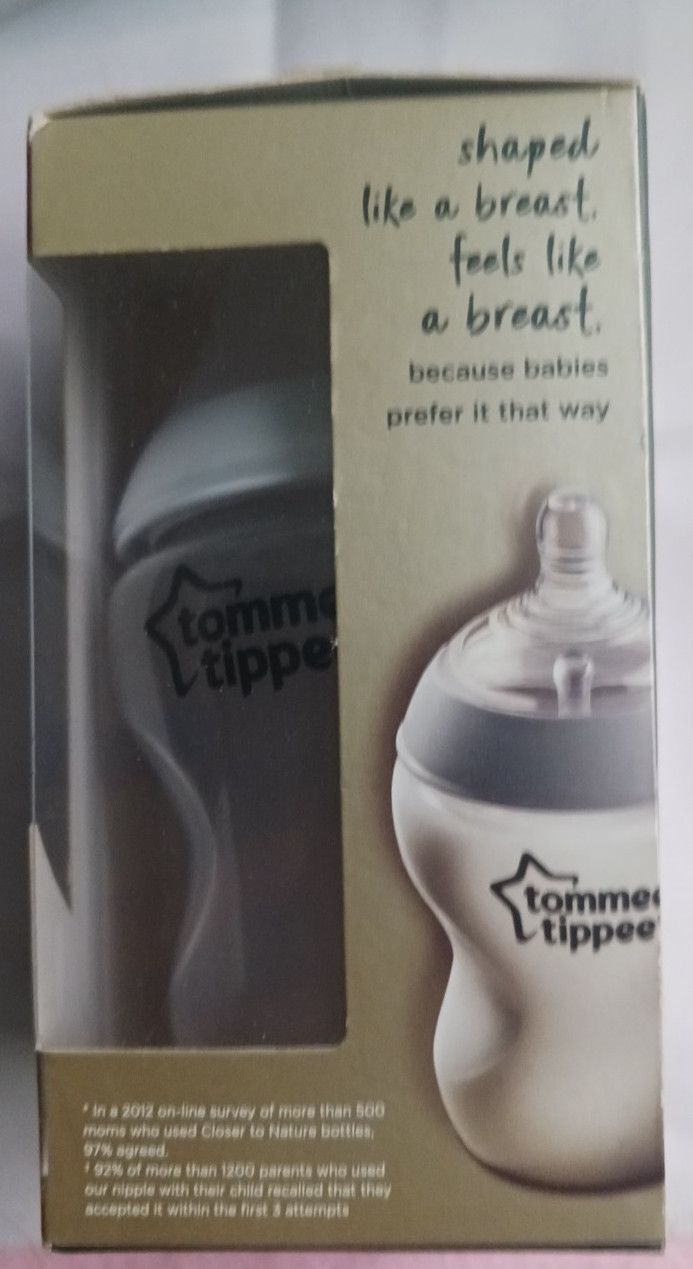 shaped
like a breast.
feels like
a breast.
because babies
prefer it that way
tomme
tippe
tommee
tippee
* In a 2012 on-line survey of more than 500
moms who used Closer to Nature bottles,
97% agreed.
† 92% of more than 1200 parents who used
our nipple with their child recalled that they
accepted it within the first 3 attempts